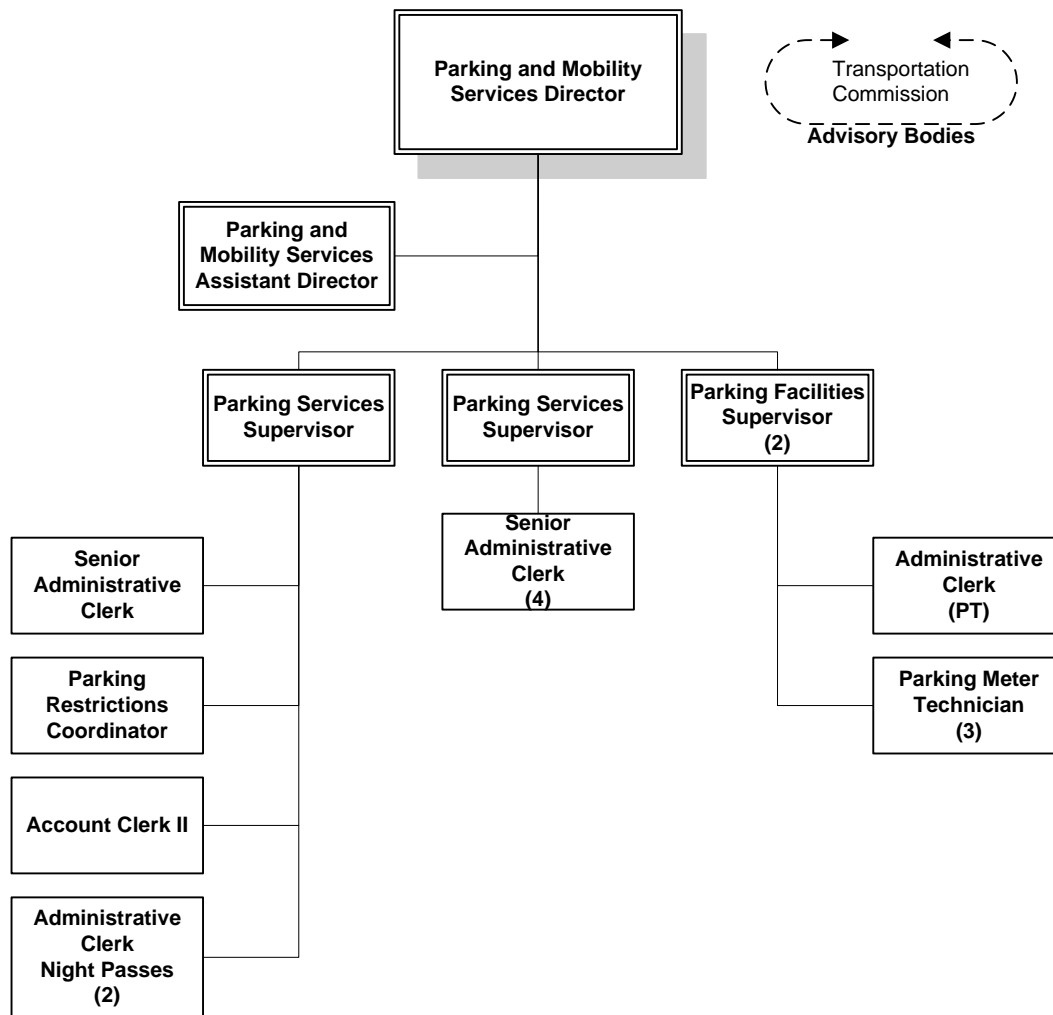 Parking and Mobility
Services Director
Transportation
Commission
Advisory Bodies
Parking and
Mobility Services
Assistant Director
Parking Services
Supervisor
Parking Services
Supervisor
Parking Facilities
Supervisor
(2)
Senior
Administrative
Clerk
(4)
Senior
Administrative
Clerk
Administrative
Clerk
(PT)
Parking
Restrictions
Coordinator
Parking Meter
Technician
(3)
Account Clerk II
Administrative
Clerk
Night Passes
(2)